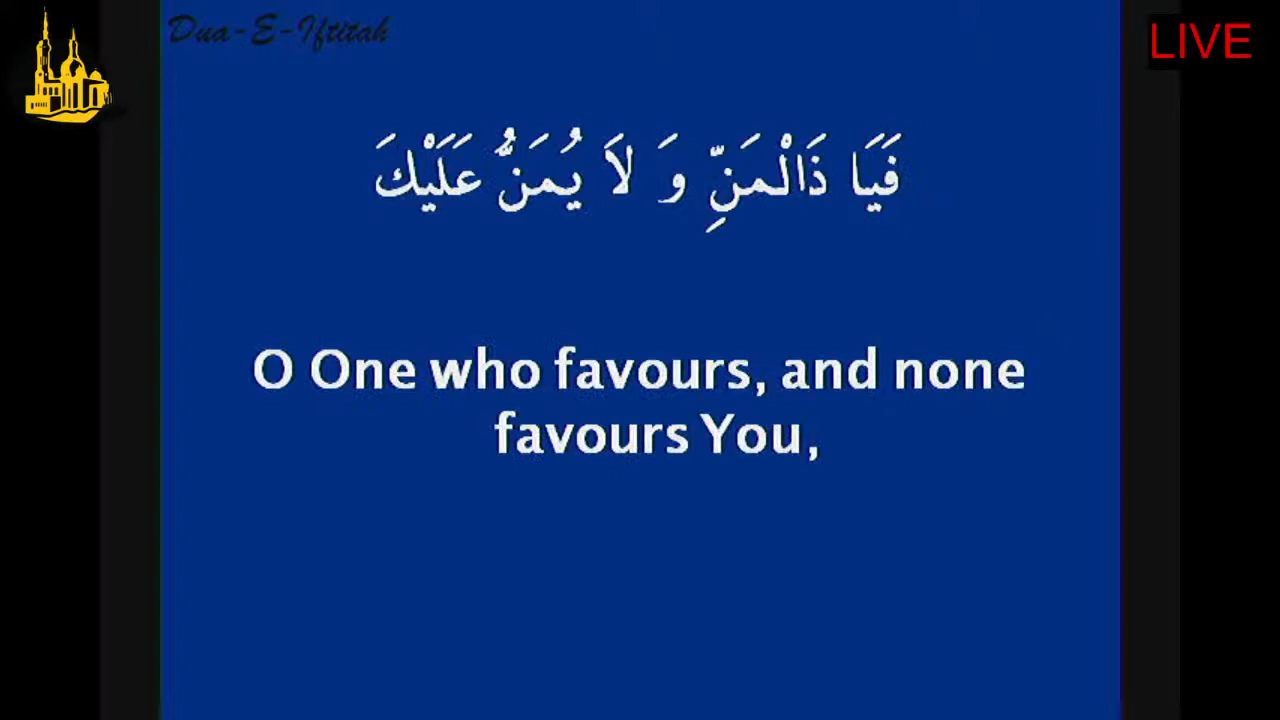 Dua-E-Iftitah
LIVE
فَيَا ذَالْمَنِّ وَ لاَ يُمَنُّ عَلَيْكَ
O One who favours, and none
favours You,